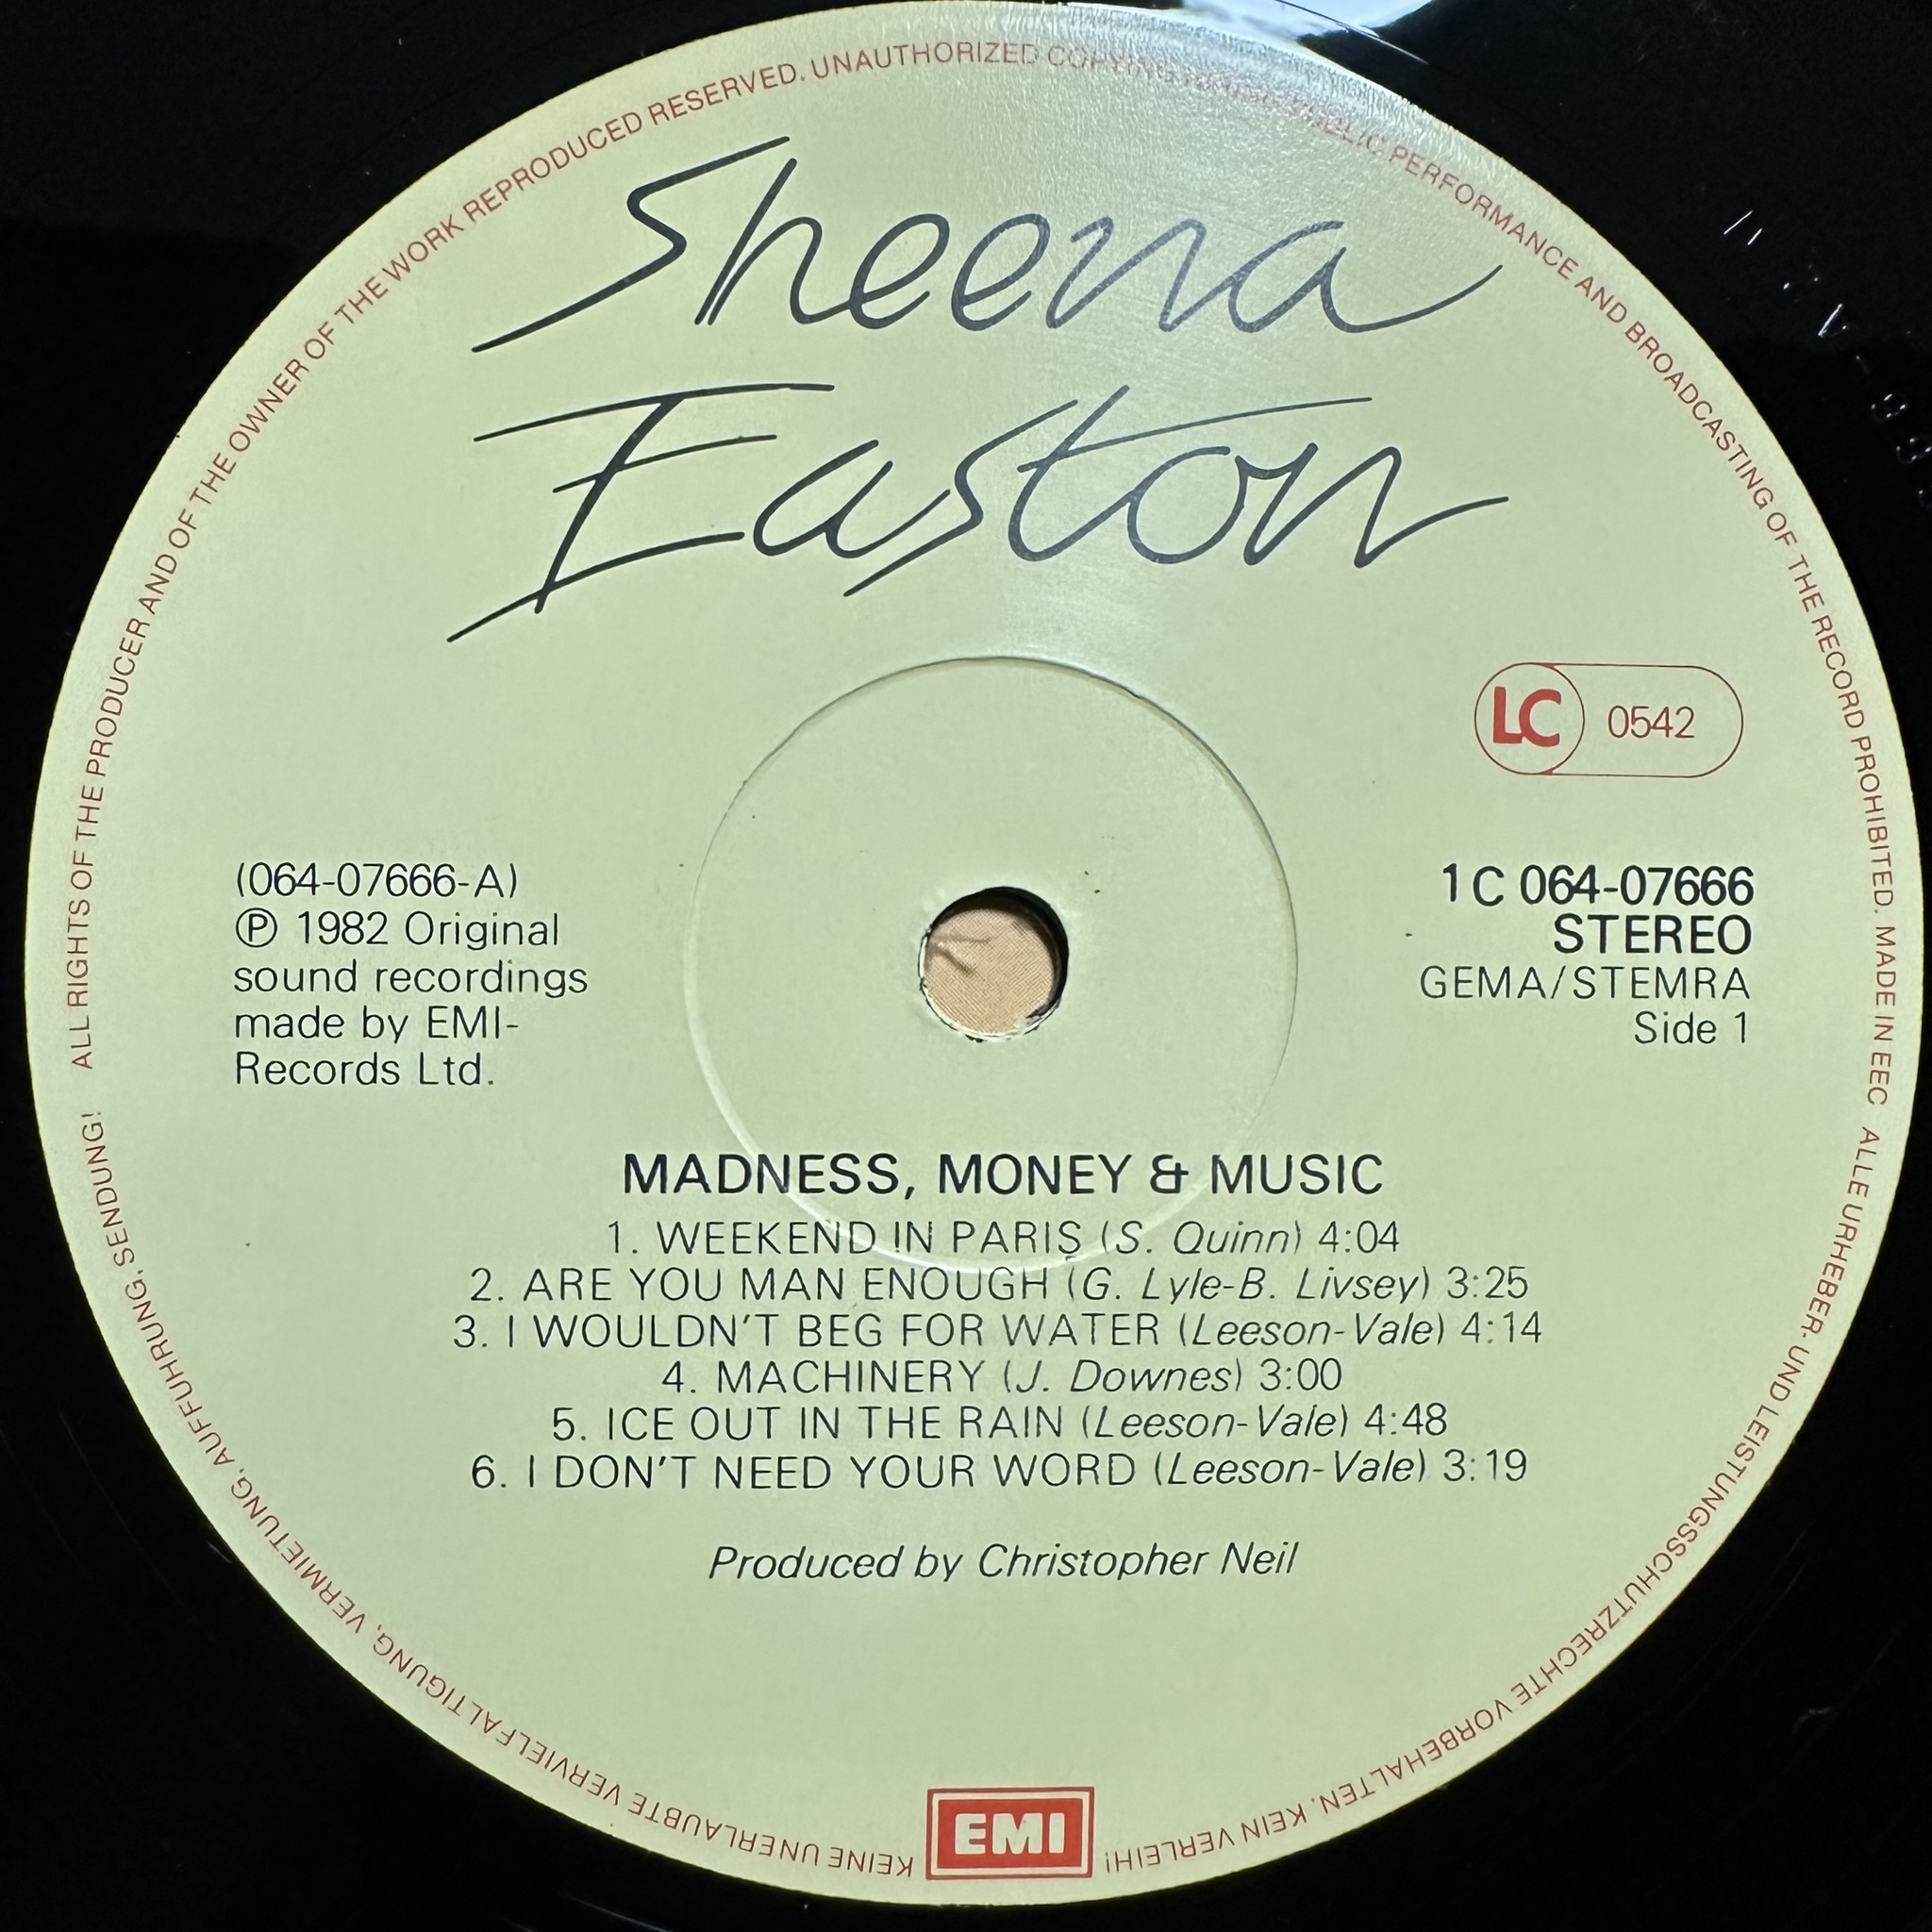 ALL RIGHTS OF THE PRODUCER AND OF THE OWNER OF THE WORK REPRODUCED RESERVED. UNAUTHORIZED COPYING HIRING PUBLIC PERFORMANCE AND BROADCASTING OF THE RECORD PROHIBITED. MADE IN EEC
Sheena
Easton
LC 0542
(064-07666-A)
℗ 1982 Original
sound recordings
made by EMI-
Records Ltd.
1 C 064-07666
STEREO
GEMA/STEMRA
Side 1
MADNESS, MONEY & MUSIC
1. WEEKEND IN PARIS (S. Quinn) 4:04
2. ARE YOU MAN ENOUGH (G. Lyle-B. Livsey) 3:25
3. I WOULDN'T BEG FOR WATER (Leeson-Vale) 4:14
4. MACHINERY (J. Downes) 3:00
5. ICE OUT IN THE RAIN (Leeson-Vale) 4:48
6. I DON'T NEED YOUR WORD (Leeson-Vale) 3:19
Produced by Christopher Neil
EMI
ALLE URHEBER- UND LEISTUNGSSCHUTZRECHTE VORBEHALTEN. KEIN VERLEIH! KEINE UNERLAUBTE VERVIELFALTIGUNG, VERMIETUNG, AUFFUHRUNG, SENDUNG!